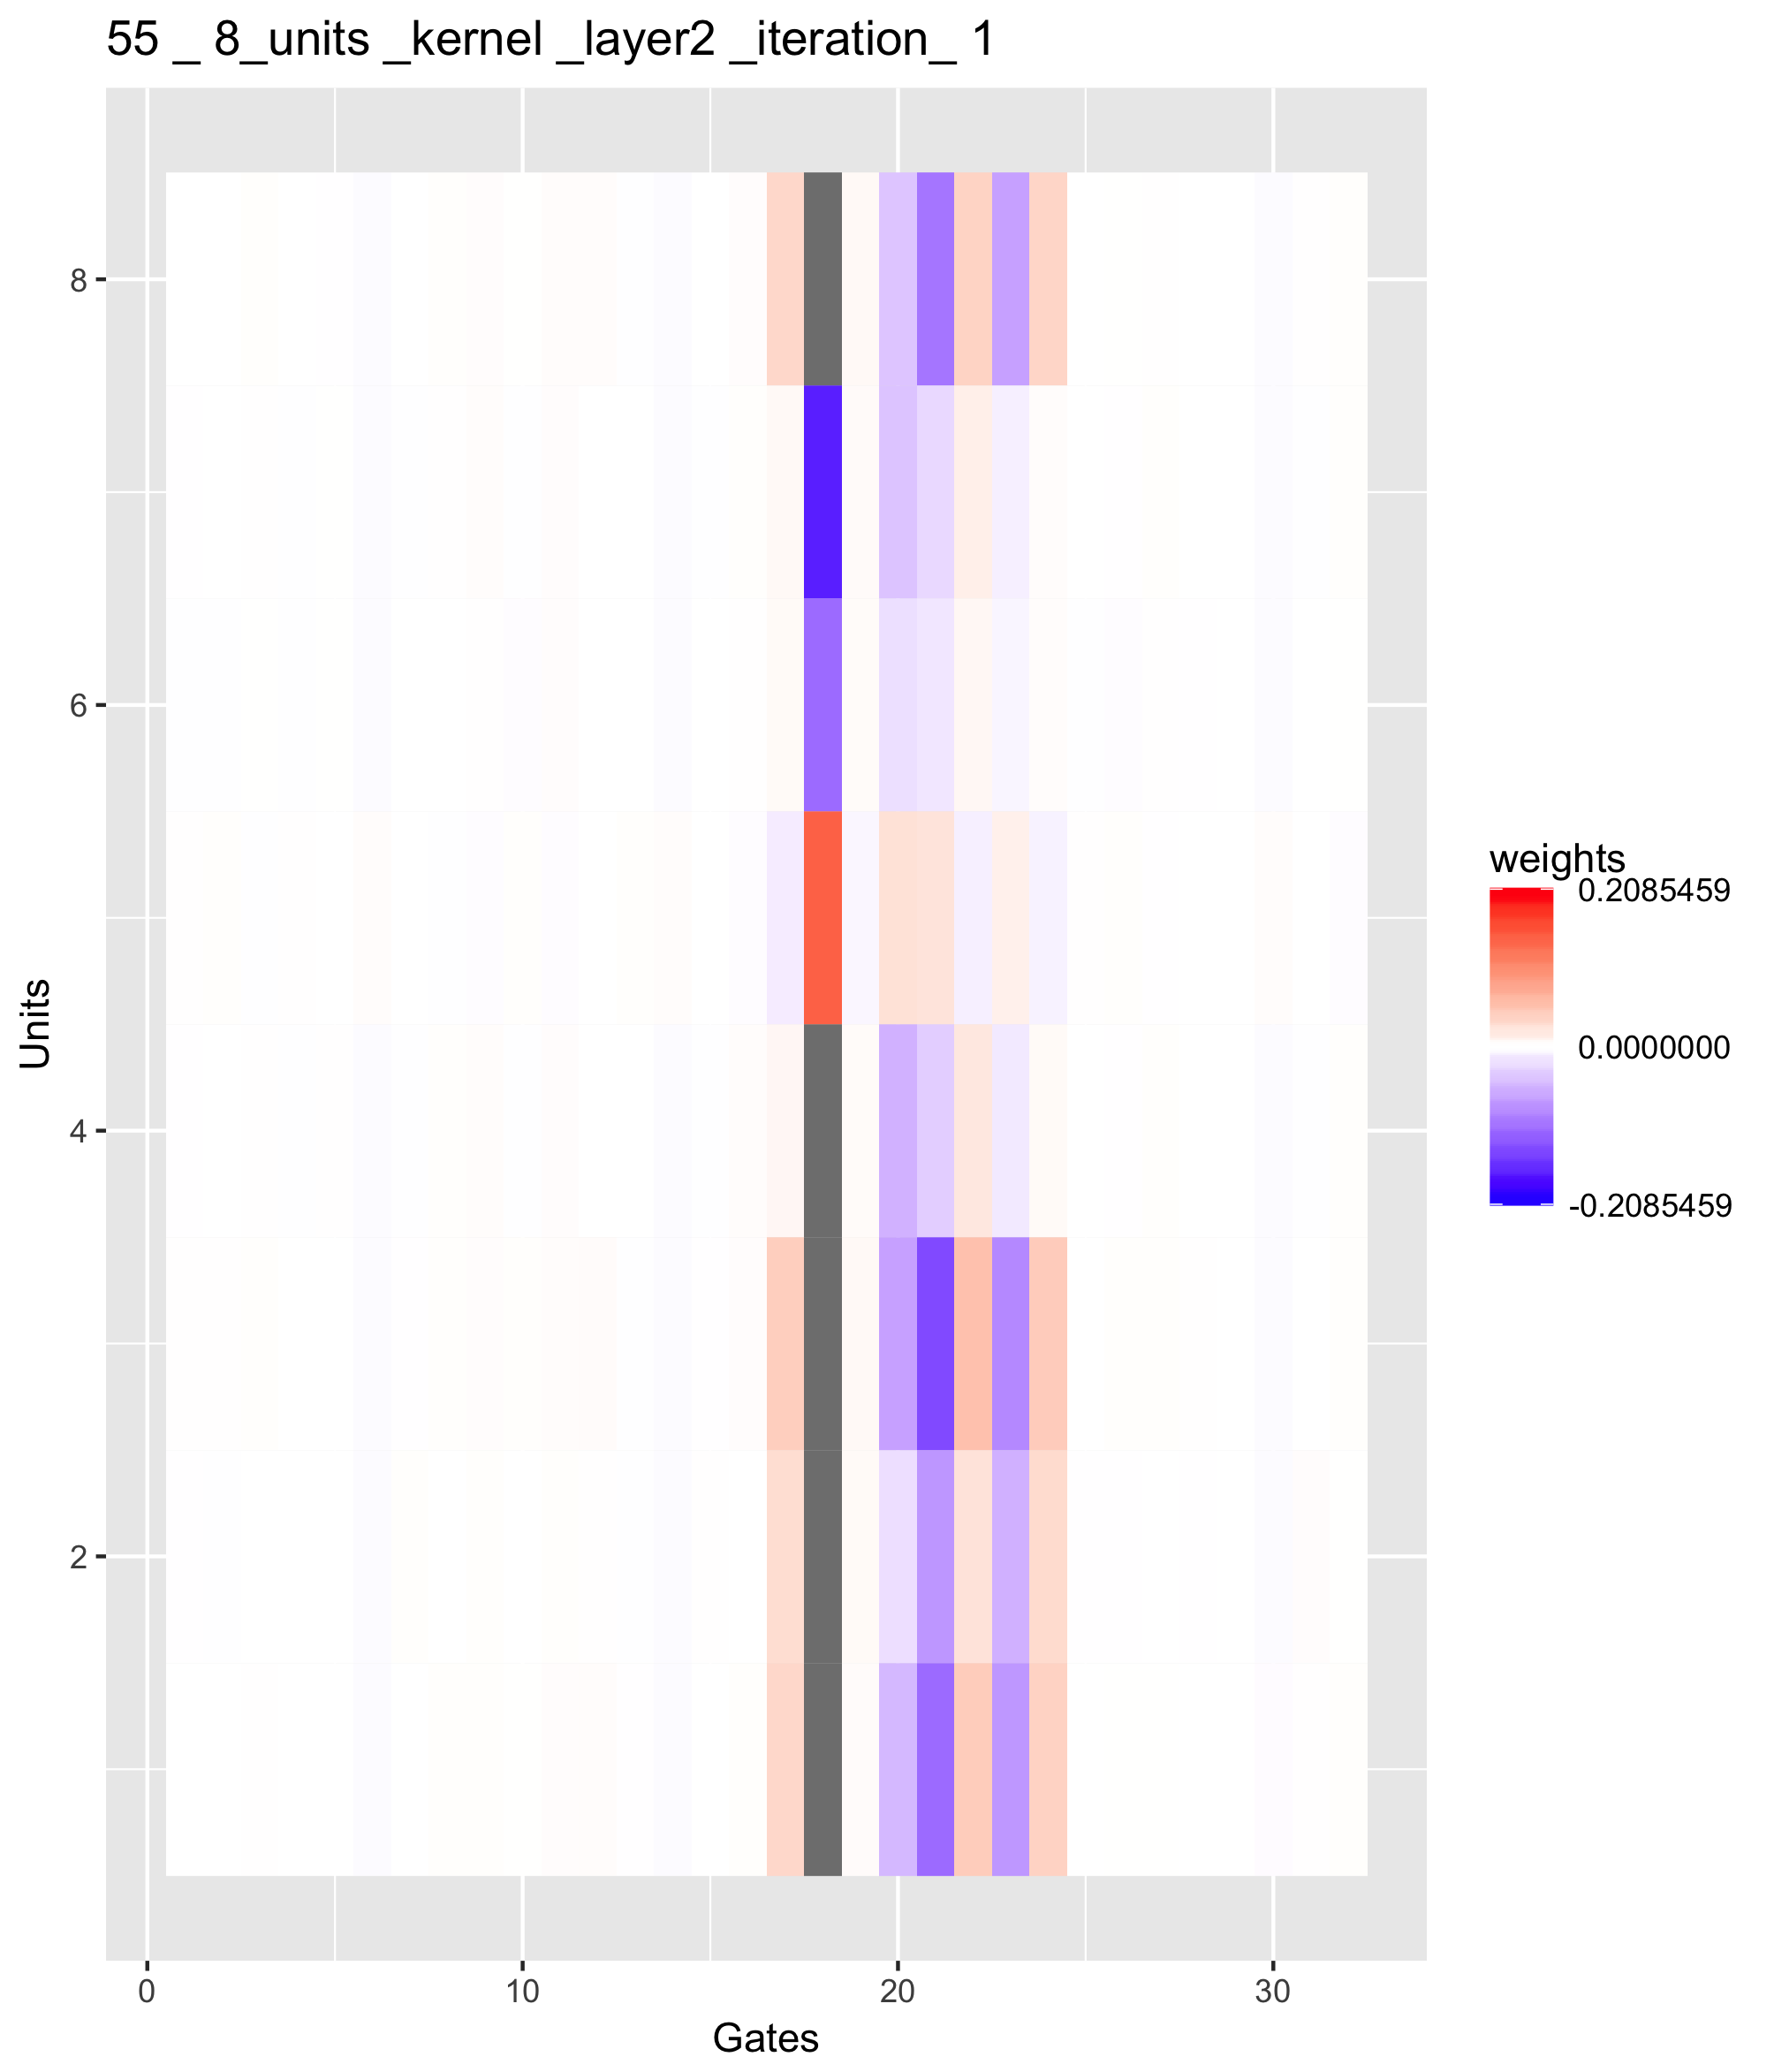 55 _ 8_units _kernel _layer2 _iteration_ 1
8
6
4
2
Units
0
10
20
30
Gates
weights
0.2085459
0.0000000
-0.2085459